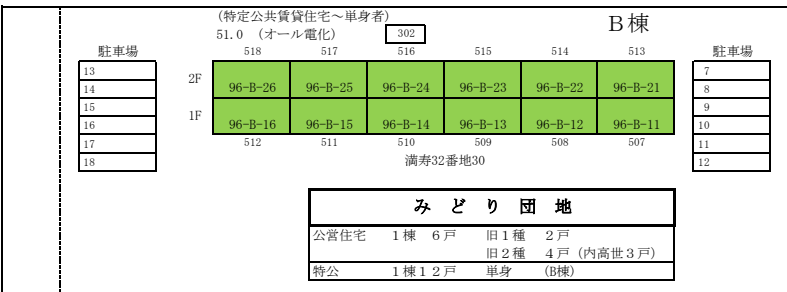 (特定公共賃貸住宅～単身者)
B棟
51.0 (オール電化) 302
駐車場 518 517 516 515 514 513 駐車場
13 7
2F 96-B-26 96-B-25 96-B-24 96-B-23 96-B-22 96-B-21
14 8
15 9
1F 96-B-16 96-B-15 96-B-14 96-B-13 96-B-12 96-B-11
16 10
17 512 511 510 509 508 507 11
18 満寿32番地30 12
みどり団地
公営住宅 1棟 6戸 旧1種 2戸
旧2種 4戸(内高世3戸)
特公 1棟12戸 単身 (B棟)